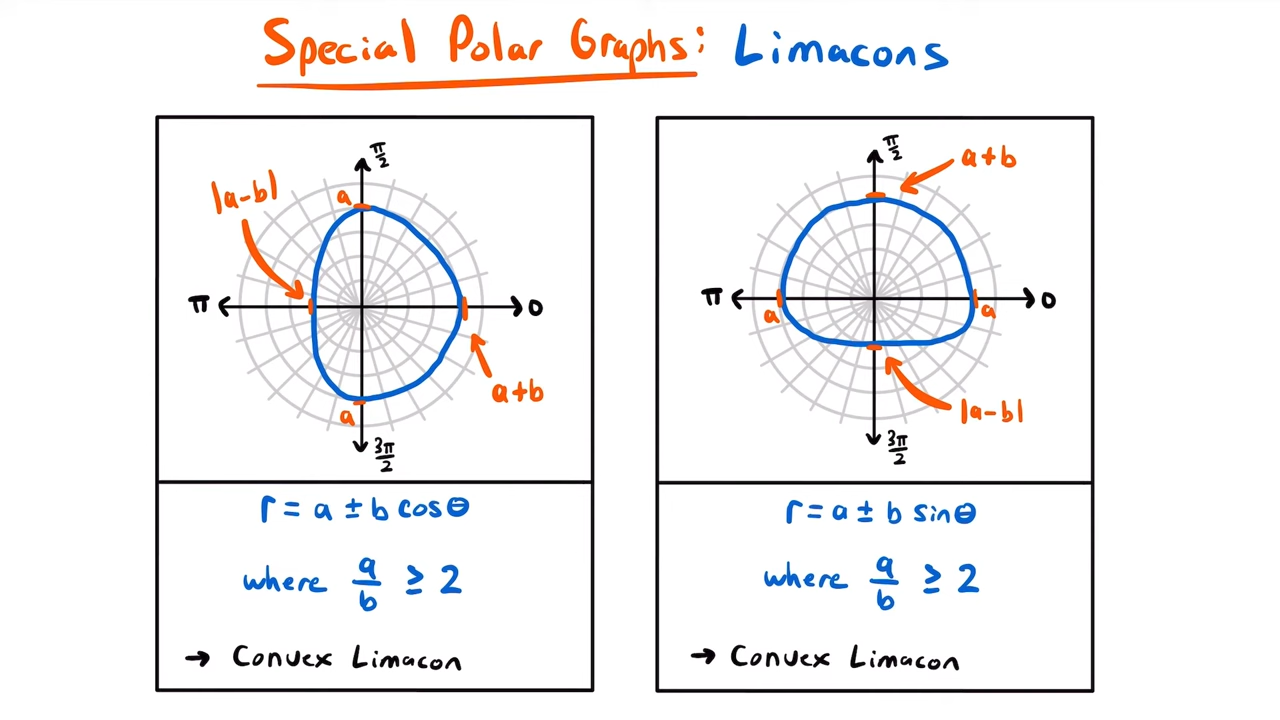 Special Polar Graphs: Limacons
π/2
|a-b|
a
π
0
a
a+b
3π/2
r = a ± b cosθ
where a/b ≥ 2
→ Convex Limacon
π/2
a+b
π
0
a
a
|a-b|
3π/2
r = a ± b sinθ
where a/b ≥ 2
→ Convex Limacon